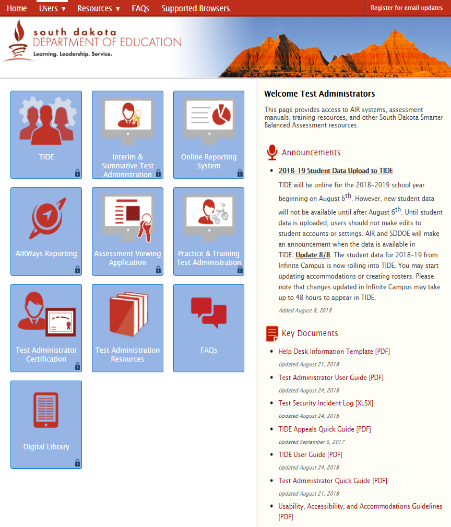 Home Users ▾ Resources ▾ FAQs Supported Browsers Register for email updates
south dakota
DEPARTMENT OF EDUCATION
Learning. Leadership. Service.
TIDE
Interim &
Summative Test
Administration
Online Reporting
System
AIRWays Reporting
Assessment Viewing
Application
Practice & Training
Test Administration
Test Administrator
Certification
Test Administration
Resources
FAQs
Digital Library
Welcome Test Administrators
This page provides access to AIR systems, assessment
manuals, training resources, and other South Dakota Smarter
Balanced Assessment resources.
Announcements
• 2018-19 Student Data Upload to TIDE
TIDE will be online for the 2018-2019 school year
beginning on August 6th. However, new student data
will not be available until after August 6th. Until student
data is uploaded, users should not make edits to
student accounts or settings. AIR and SDDOE will make
an announcement when the data is available in
TIDE. Update 8/8: The student data for 2018-19 from
Infinite Campus is now rolling into TIDE. You may start
updating accommodations or creating rosters. Please
note that changes updated in Infinite Campus may take
up to 48 hours to appear in TIDE.
Added August 8, 2018
Key Documents
• Help Desk Information Template [PDF]
Updated August 21, 2018
• Test Administrator User Guide [PDF]
Updated August 24, 2018
• Test Security Incident Log [XLSX]
Updated August 24, 2018
• TIDE Appeals Quick Guide [PDF]
Updated September 5, 2017
• TIDE User Guide [PDF]
Updated August 24, 2018
• Test Administrator Quick Guide [PDF]
Updated August 21, 2018
• Usability, Accessibility, and Accommodations Guidelines
[PDF]